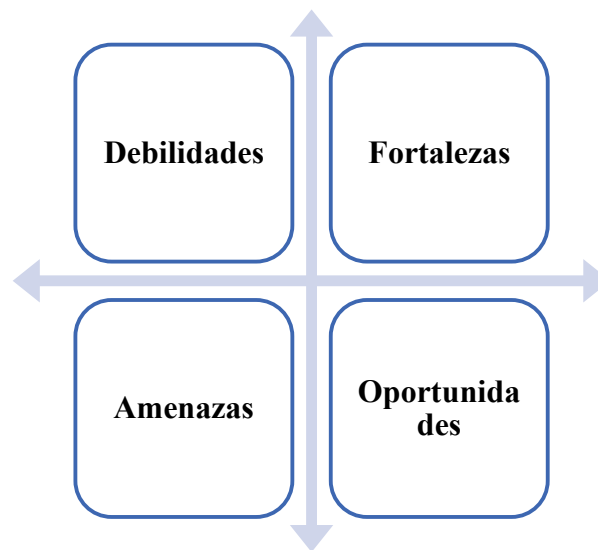 Debilidades
Fortalezas
Amenazas
Oportunida
des